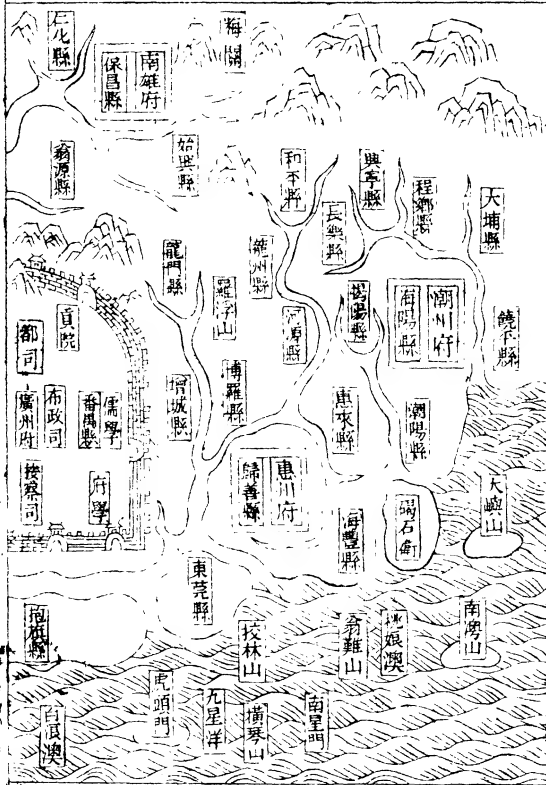 仁化縣
南雄府
保昌縣
梅關
翁源縣
始興縣
和平縣
興寧縣
長樂縣
程鄉縣
大埔縣
龍門縣
龍川縣
羅浮山
河源縣
揭陽縣
潮州府
海陽縣
饒平縣
貢院
都司
廣州府
布政司
番禺縣
儒學
增城縣
博羅縣
惠來縣
潮陽縣
按察司
府學
惠州府
歸善縣
海豐縣
碣石衛
大嶼山
東莞縣
南灣山
桃娘澳
翁難山
校林山
虎頭門
九星洋
橫琴山
南星門
白浪澳